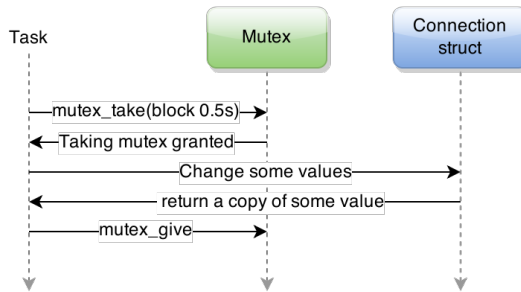 Task
Mutex
Connection
struct
mutex_take(block 0.5s)
Taking mutex granted
Change some values
return a copy of some value
mutex_give